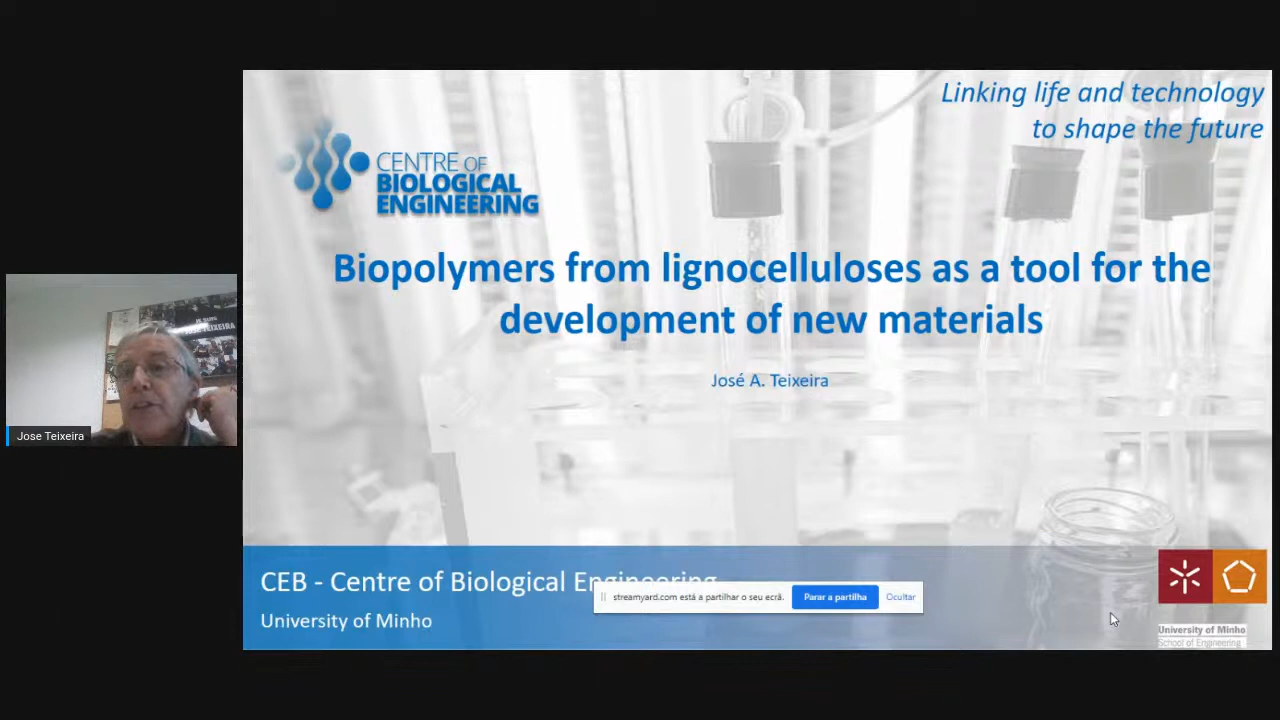 Linking life and technology
to shape the future
CENTRE OF
BIOLOGICAL
ENGINEERING
Biopolymers from lignocelluloses as a tool for the
development of new materials
José A. Teixeira
TEIXEIRA
Jose Teixeira
CEB - Centre of Biological Engineering
streamyard.com está a partilhar o seu ecrã.
Parar a partilha
Ocultar
University of Minho
University of Minho
School of Engineering